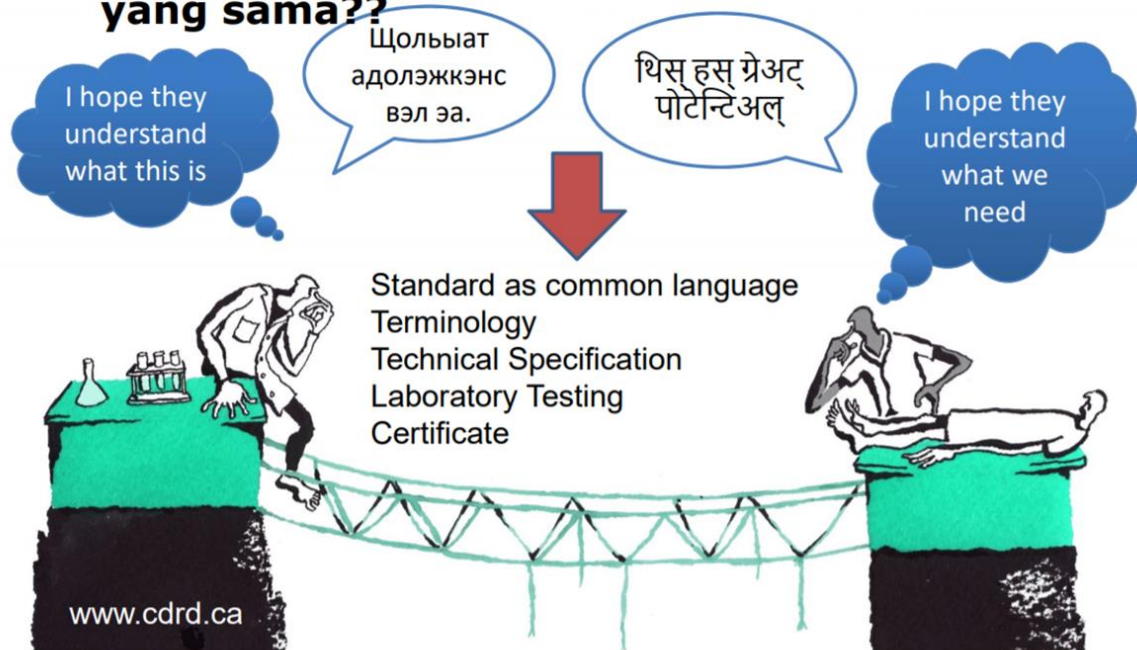 yang sama??
I hope they
understand
what this is
Щольыат
адолэжкэнс
вэл эа.
थिस् हस् ग्रेअट्
पोटेन्टिअल्
I hope they
understand
what we
need
Standard as common language
Terminology
Technical Specification
Laboratory Testing
Certificate
www.cdrd.ca